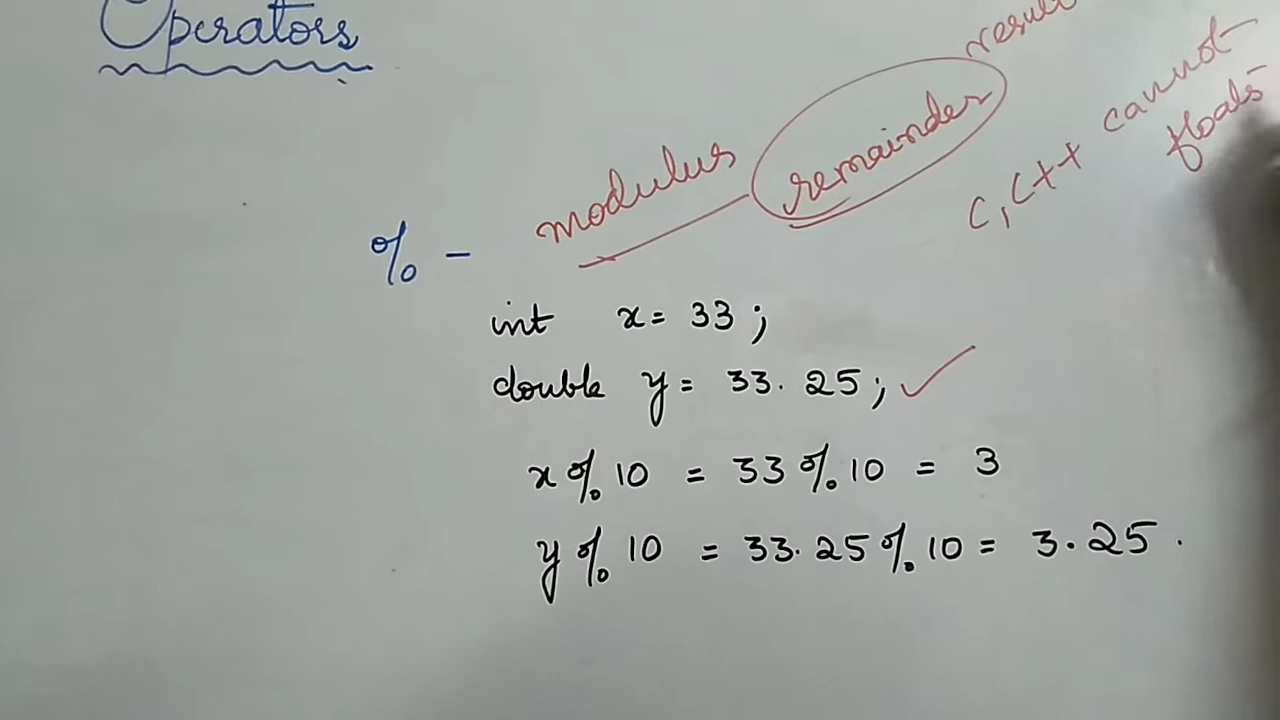 Operators
% - modulus remainder
C, C++ cannot
floats
int x = 33 ;
double y = 33. 25 ; ✓
x % 10 = 33 % 10 = 3
y % 10 = 33. 25 % 10 = 3.25 .